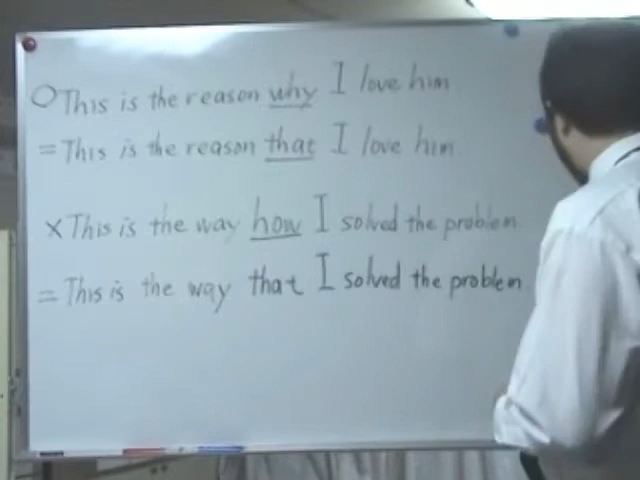 ○This is the reason why I love him
=This is the reason that I love him.
×This is the way how I solved the problem.
=This is the way that I solved the problem.